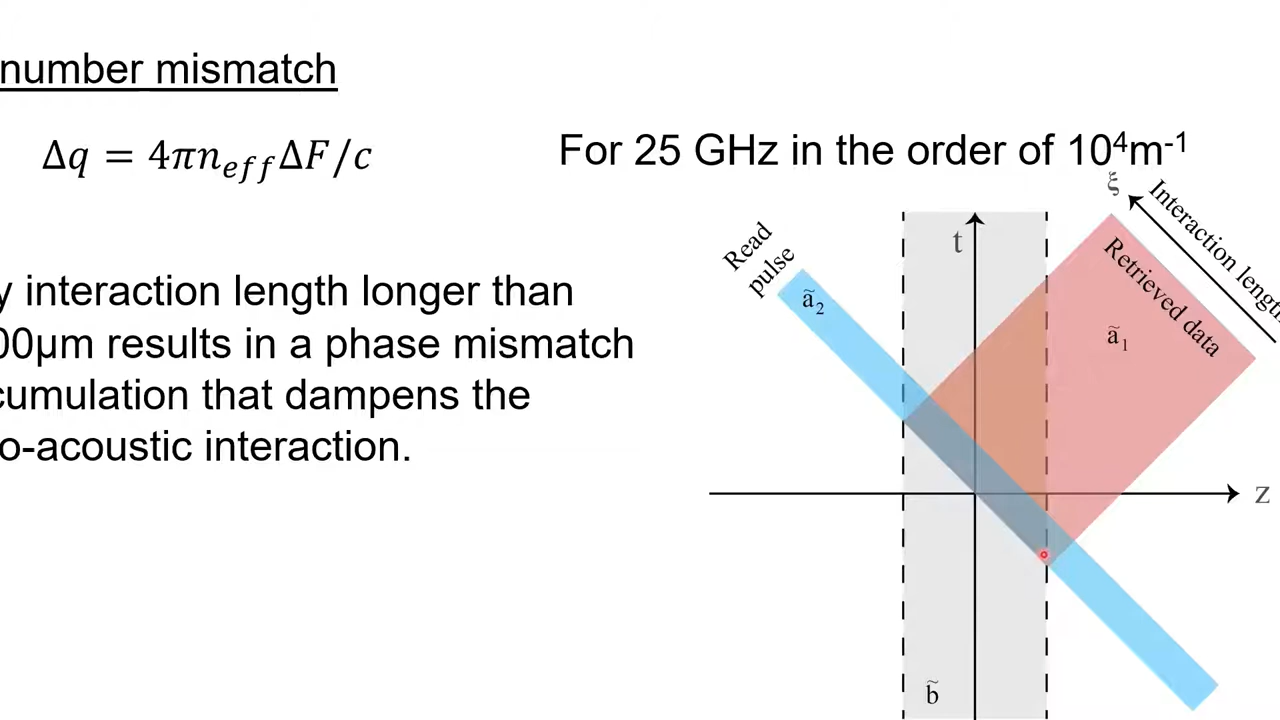 number mismatch
Δq = 4πn_eff ΔF/c
For 25 GHz in the order of 10⁴m⁻¹
y interaction length longer than
00μm results in a phase mismatch
cumulation that dampens the
o-acoustic interaction.
ξ
Interaction length
Read
pulse
t
Retrieved data
ã₂
ã₁
z
b̃